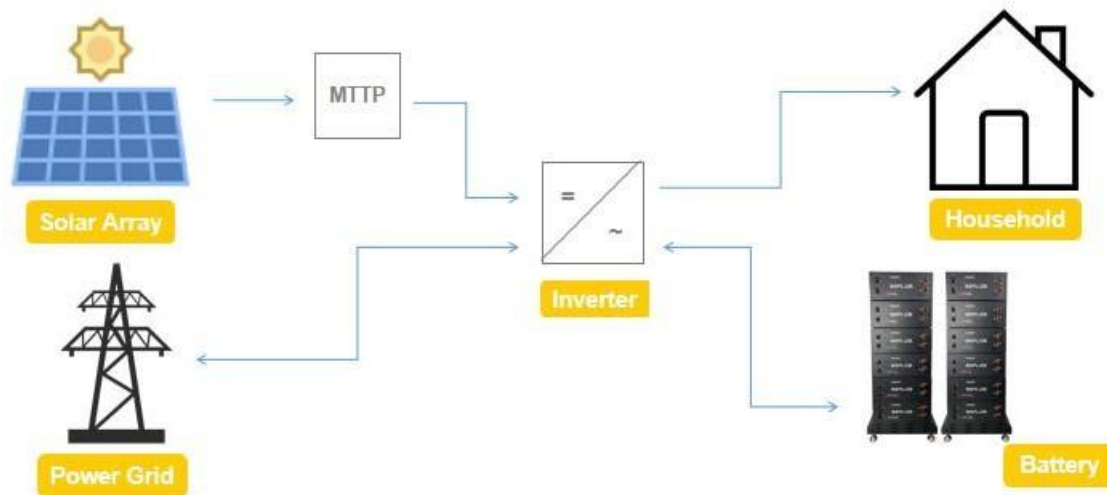 MTTP
Solar Array
=
~
Household
Inverter
Power Grid
Battery